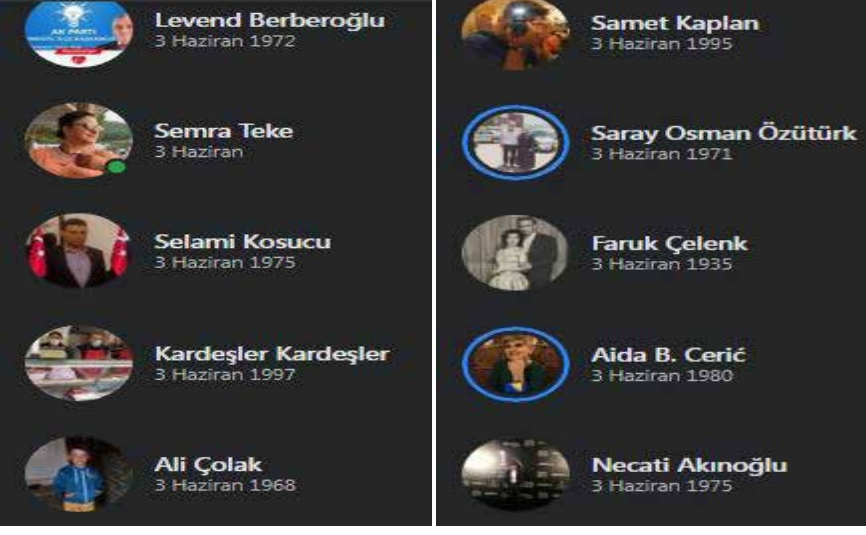 AK PARTİ
Levend Berberoğlu
3 Haziran 1972
Semra Teke
3 Haziran
Selami Kosucu
3 Haziran 1975
Kardeşler Kardeşler
3 Haziran 1997
Ali Çolak
3 Haziran 1968
Samet Kaplan
3 Haziran 1995
Saray Osman Özütürk
3 Haziran 1971
Faruk Çelenk
3 Haziran 1935
Aida B. Cerić
3 Haziran 1980
Necati Akınoğlu
3 Haziran 1975